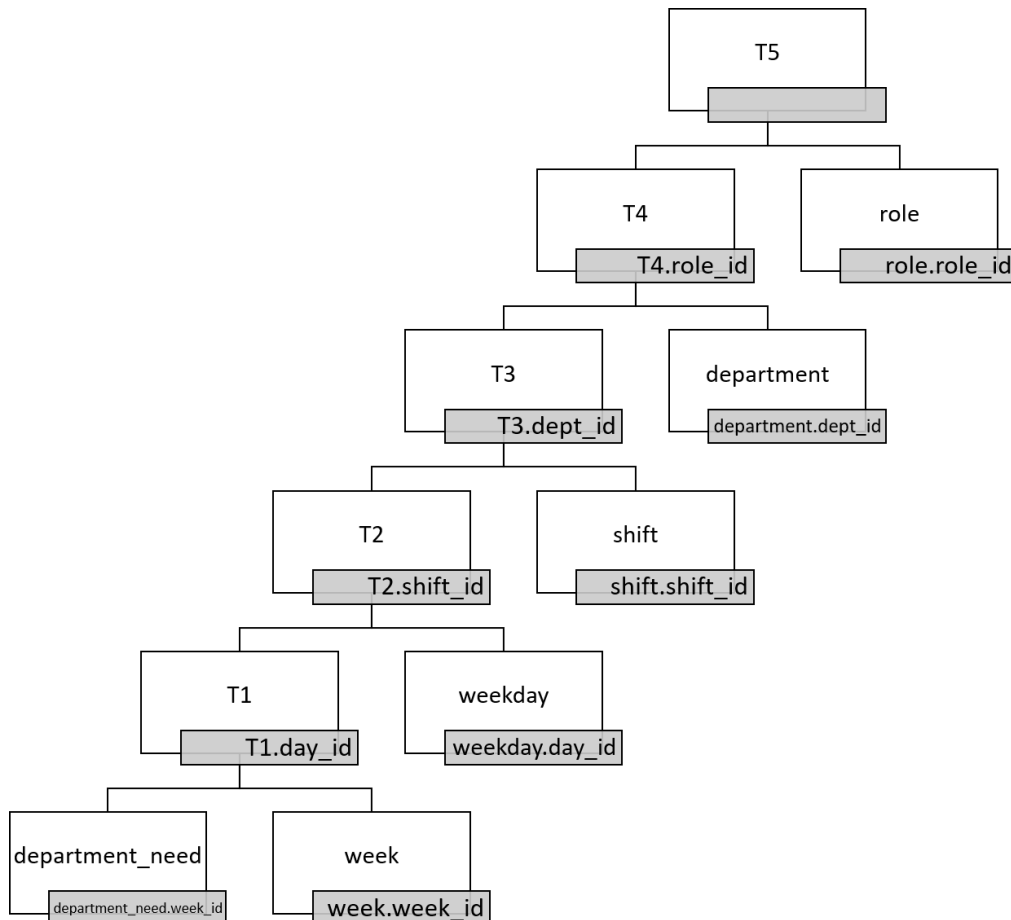 T5
T4
role
T4.role_id
role.role_id
T3
department
T3.dept_id
department.dept_id
T2
shift
T2.shift_id
shift.shift_id
T1
weekday
T1.day_id
weekday.day_id
department_need
week
department_need.week_id
week.week_id